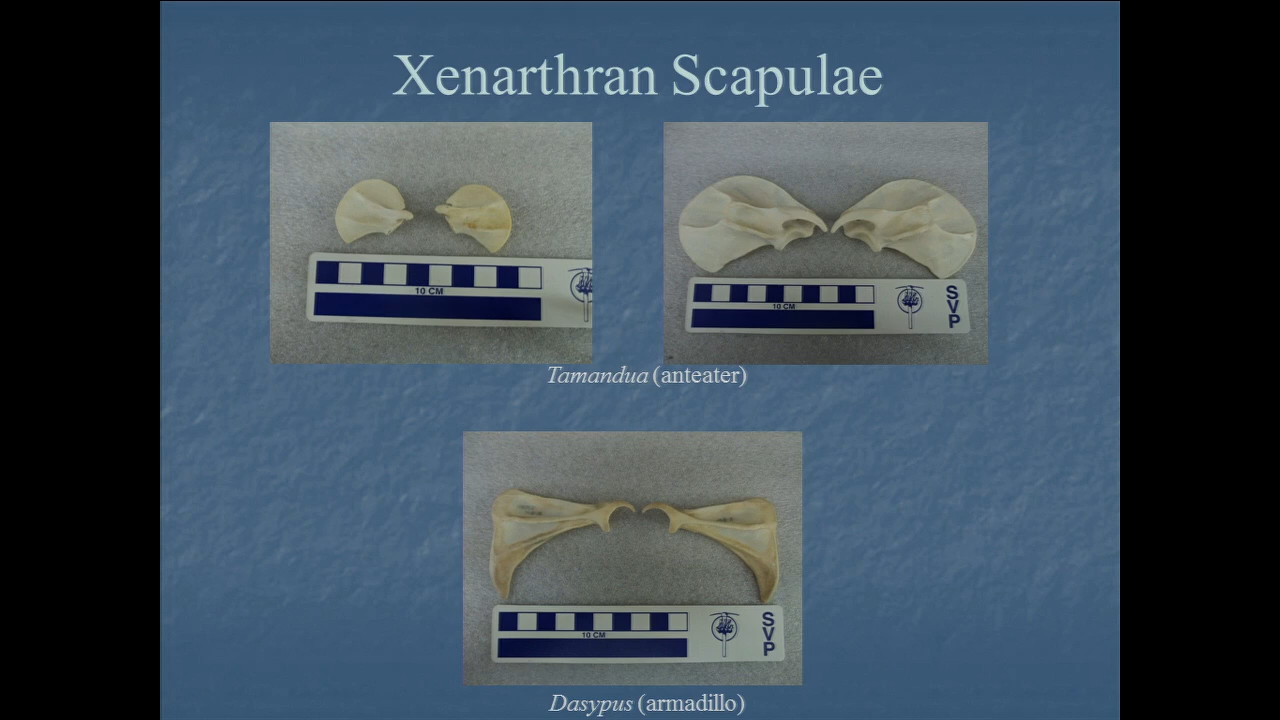 Xenarthran Scapulae
10 CM
10 CM
SVP
Tamandua (anteater)
10 CM
SVP
Dasypus (armadillo)